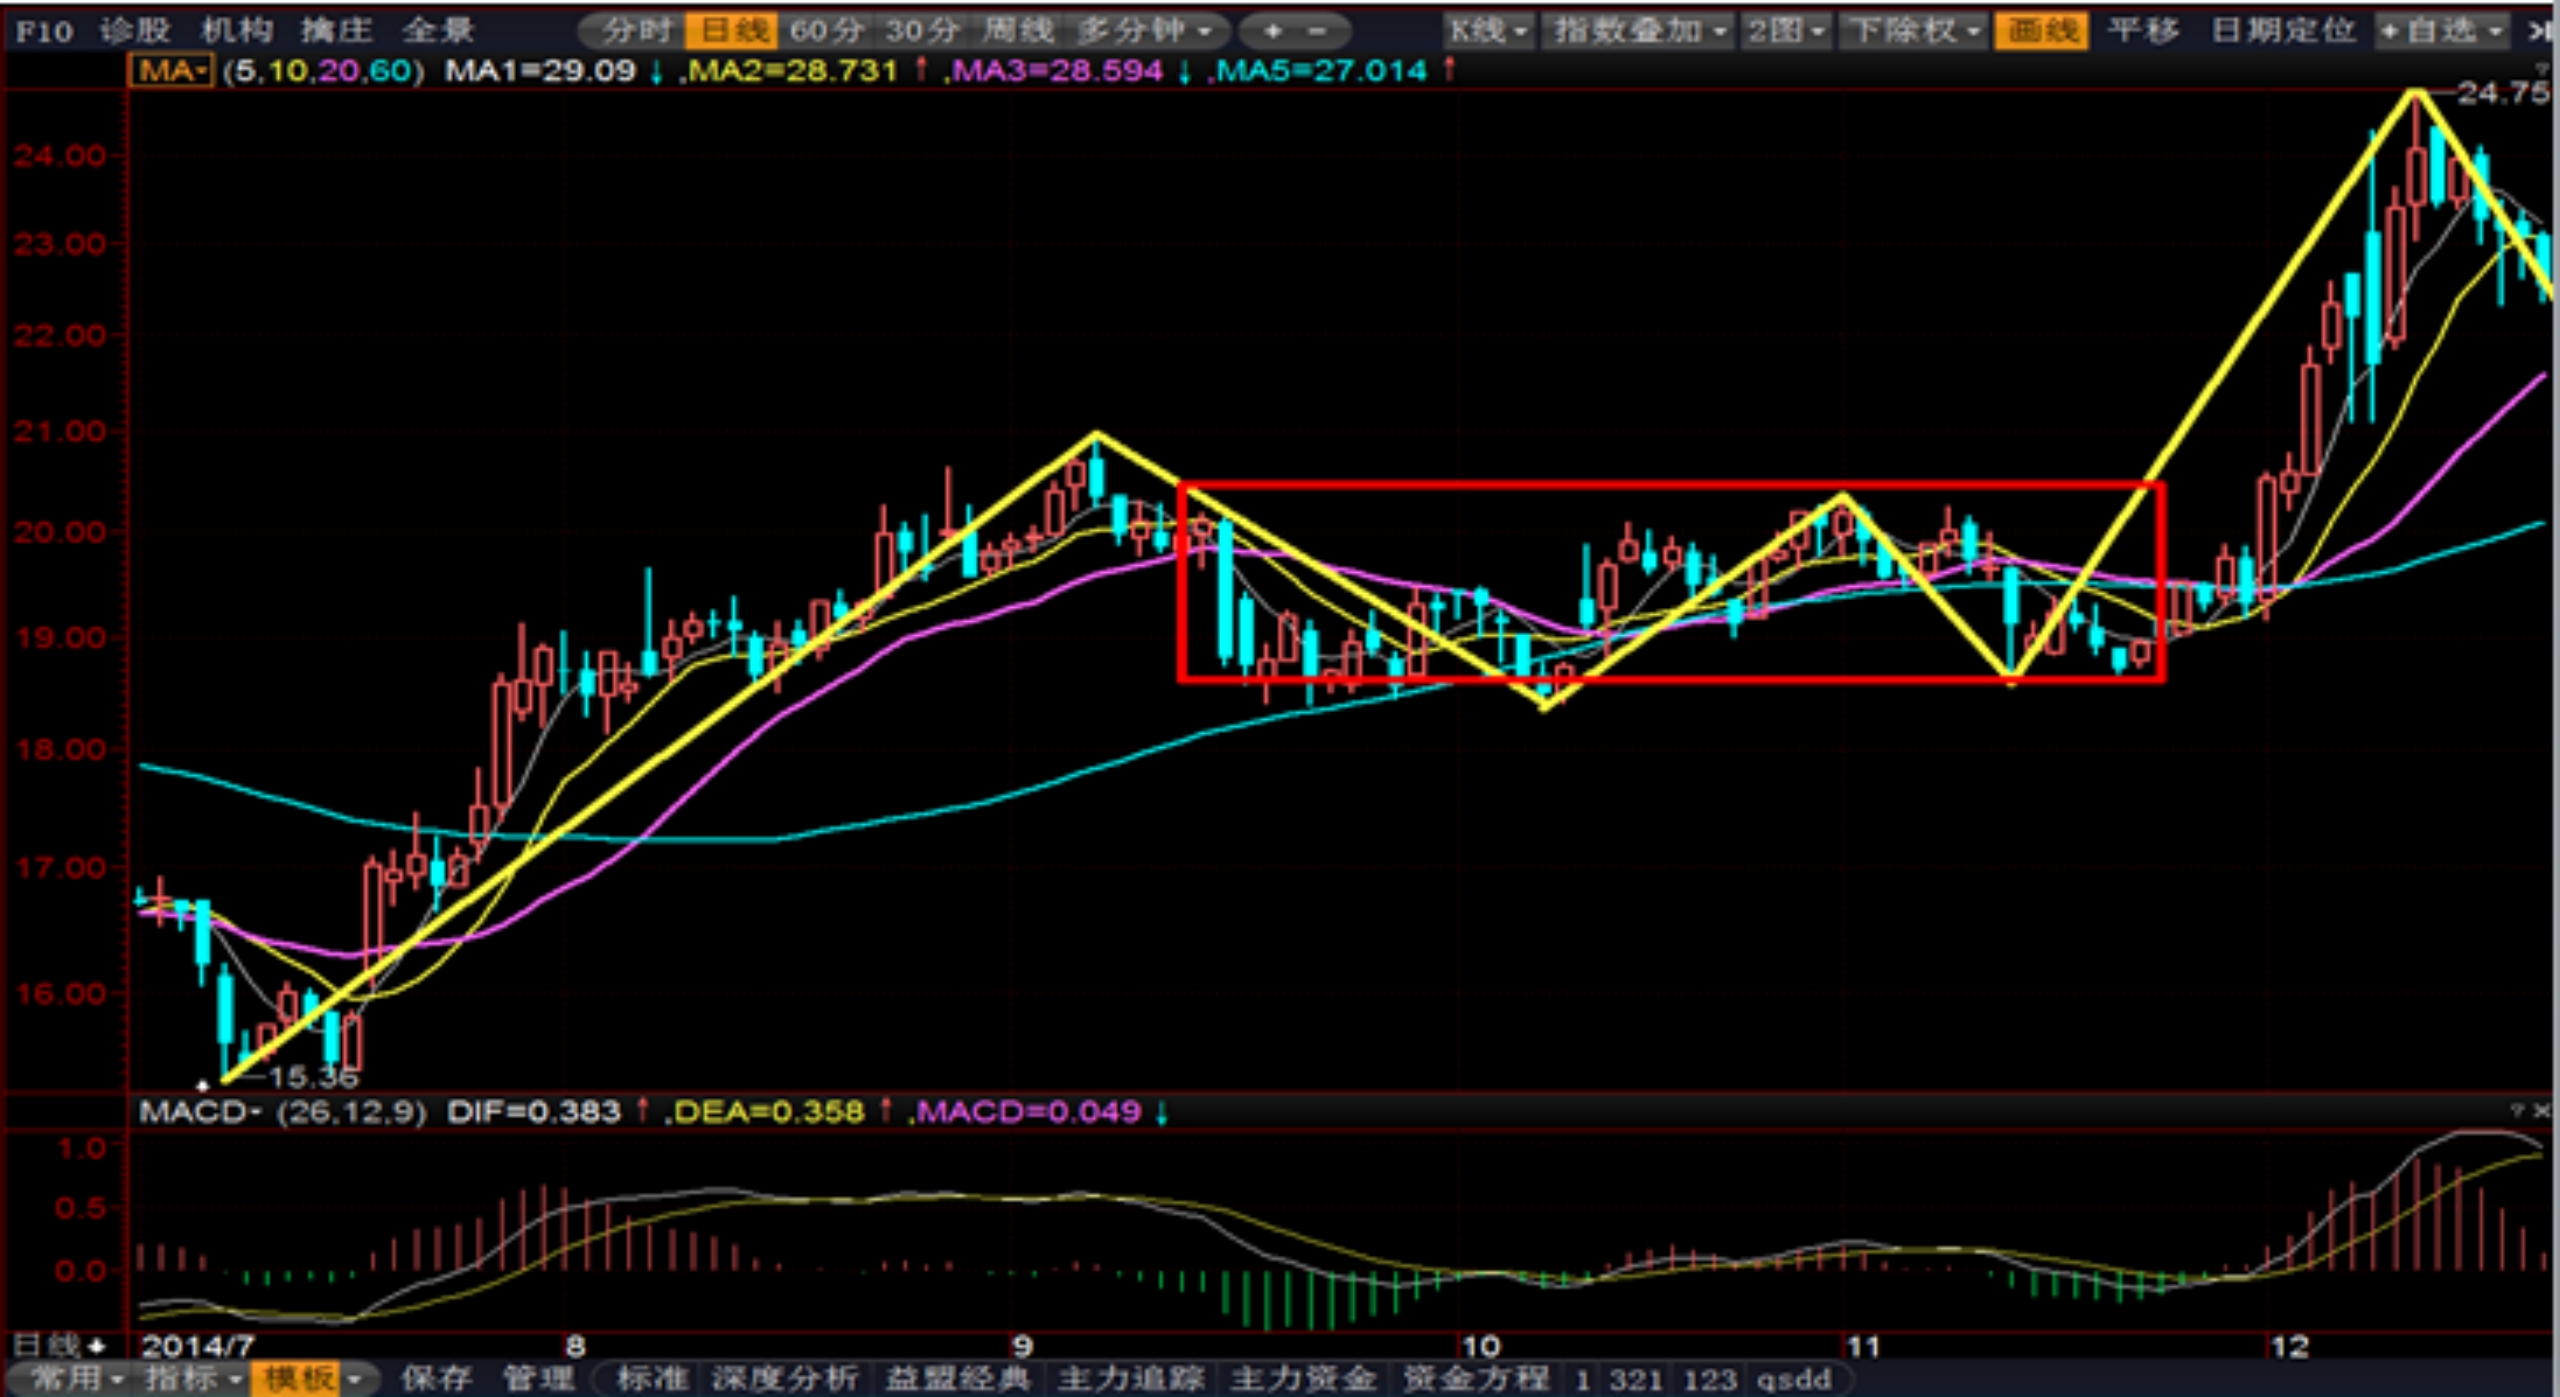 F10 诊股 机构 擒庄 全景 分时 日线 60分 30分 周线 多分钟 + - K线 指数叠加 2图 下除权 画线 平移 日期定位 +自选
MA (5,10,20,60) MA1=29.09 ↓ ,MA2=28.731 ↑ ,MA3=28.594 ↓ ,MA5=27.014 ↑ ?
24.75
24.00
23.00
22.00
21.00
20.00
19.00
18.00
17.00
16.00
15.36
MACD (26,12,9) DIF=0.383 ↑ ,DEA=0.358 ↑ ,MACD=0.049 ↓ ? ×
1.0
0.5
0.0
日线 2014/7 8 9 10 11 12
常用 指标 模板 保存 管理 标准 深度分析 益盟经典 主力追踪 主力资金 资金方程 1 321 123 qsdd